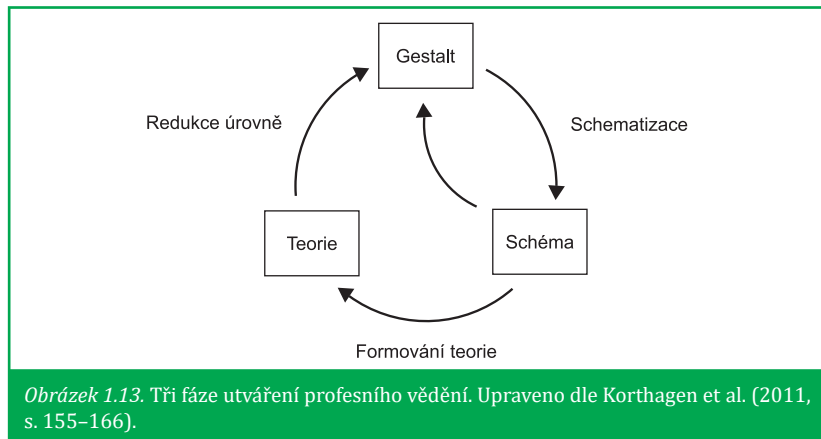 Gestalt
Redukce úrovně
Schematizace
Teorie
Schéma
Formování teorie
Obrázek 1.13. Tři fáze utváření profesního vědění. Upraveno dle Korthagen et al. (2011,
s. 155–166).